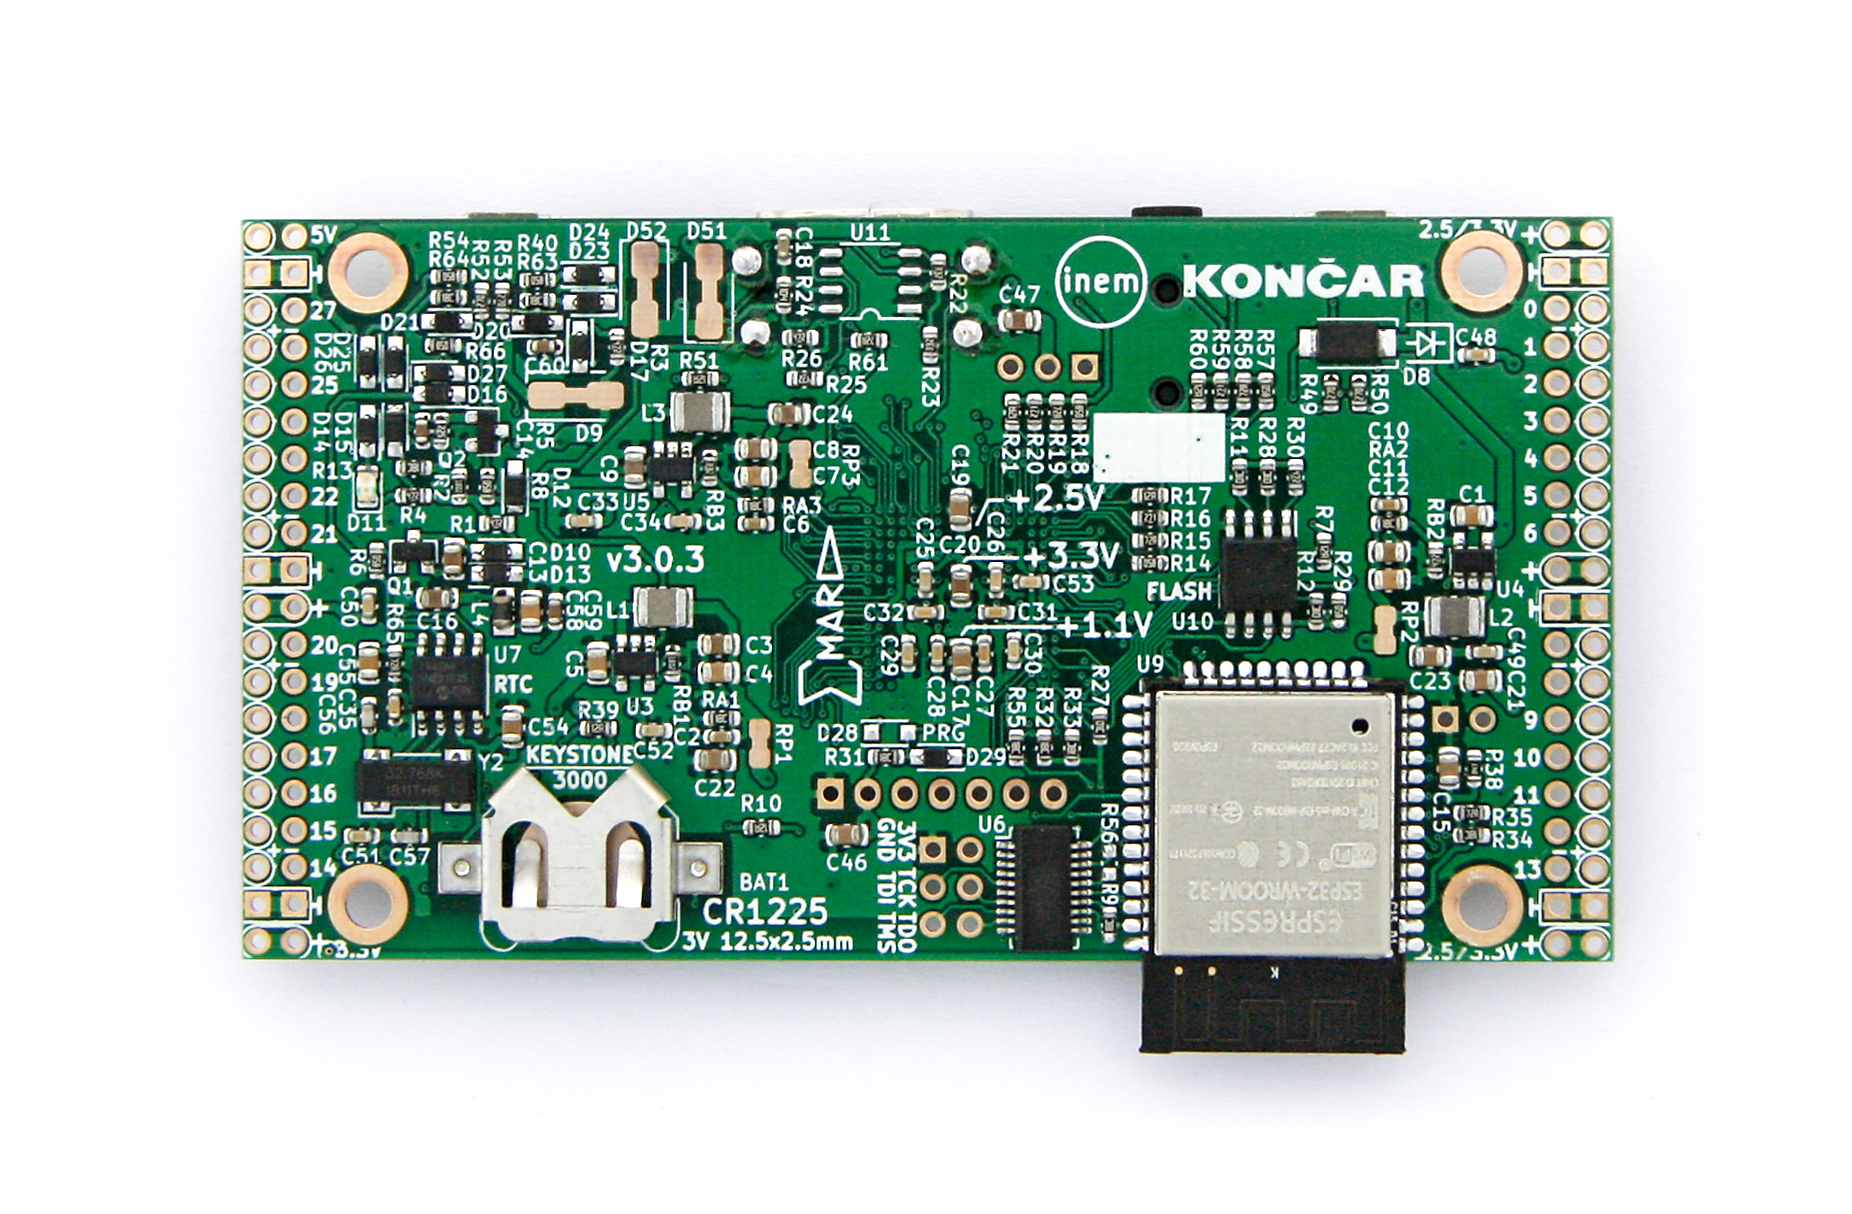 5V
R54
R64
R52
R53
R40
R63
D24
D23
D52
D51
C18
R24
U11
R22
C47
inem
KONČAR
2.5/3.3V
27
D21
D20
R66
C60
D17
R3
R51
R26
R61
R25
R23
R60
R59
R58
R57
R49
R50
D8
C48
0
1
2
3
4
5
6
D26
D25
25
D27
D16
D9
L3
C24
D14
D15
R5
C14
C9
C8
C7
RP3
R21
R20
R19
R18
R11
R28
R30
C10
RA2
C11
C12
R13
Q2
R2
R8
D12
U5
C33
C34
RB3
RA3
C6
C19
+2.5V
R17
R16
R15
R14
R7
RB2
C1
22
D11
R4
R1
21
R6
Q1
C13
D10
D13
v3.0.3
C25
C20
C26
+3.3V
C53
FLASH
R12
R29
U4
C50
R65
C16
L4
C58
C59
L1
MAR
C32
C31
+1.1V
U10
RP2
L2
20
19
C55
C35
C56
U7
RTC
C5
U3
C3
C4
RA1
RB1
C29
C28
C17
C27
C30
R55
R32
R33
R27
U9
C23
C49
C21
9
C54
R39
C52
C2
C22
RP1
D28
PRG
R31
D29
17
16
15
14
Y2
32.768K
KEYSTONE
3000
R10
C46
U6
R56
R9
C15
R38
R35
R34
10
11
13
C51
C57
3V3 TCK TDO
GND TDI TMS
BAT1
CR1225
3V 12.5x2.5mm
ESP32-WROOM-32
ESPRESSIF
3.3V
2.5/3.3V